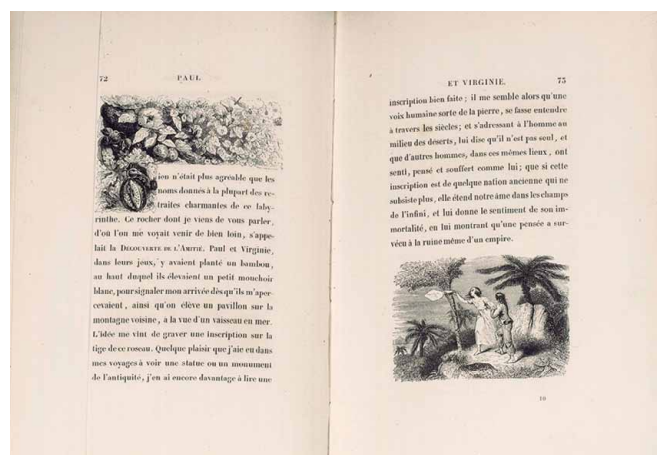 72
PAUL
ien n'était plus agréable que les
noms donnés à la plupart des re-
traites charmantes de ce laby-
rinthe. Ce rocher dont je viens de vous parler,
d'où l'on me voyait venir de bien loin, s'appe-
lait la DÉCOUVERTE DE L'AMITIÉ. Paul et Virginie,
dans leurs jeux, y avaient planté un bambou,
au haut duquel ils élevaient un petit mouchoir
blanc, pour signaler mon arrivée dès qu'ils m'aper-
cevaient, ainsi qu'on élève un pavillon sur la
montagne voisine, à la vue d'un vaisseau en mer.
L'idée me vint de graver une inscription sur la
tige de ce roseau. Quelque plaisir que j'aie eu dans
mes voyages à voir une statue ou un monument
de l'antiquité, j'en ai encore davantage à lire une
ET VIRGINIE.
73
inscription bien faite; il me semble alors qu'une
voix humaine sorte de la pierre, se fasse entendre
à travers les siècles; et s'adressant à l'homme au
milieu des déserts, lui dise qu'il n'est pas seul, et
que d'autres hommes, dans ces mêmes lieux, ont
senti, pensé et souffert comme lui; que si cette
inscription est de quelque nation ancienne qui ne
subsiste plus, elle étend notre âme dans les champs
de l'infini, et lui donne le sentiment de son im-
mortalité, en lui montrant qu'une pensée a sur-
vécu à la ruine même d'un empire.
10